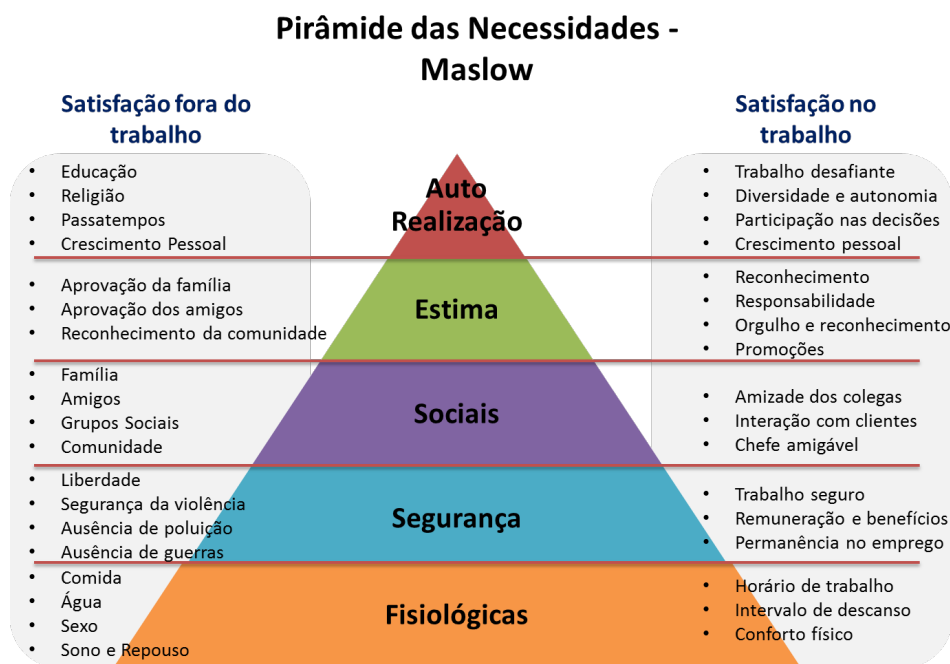 Pirâmide das Necessidades -
Maslow
Satisfação fora do
trabalho
• Educação
• Religião
• Passatempos
• Crescimento Pessoal
• Aprovação da família
• Aprovação dos amigos
• Reconhecimento da comunidade
• Família
• Amigos
• Grupos Sociais
• Comunidade
• Liberdade
• Segurança da violência
• Ausência de poluição
• Ausência de guerras
• Comida
• Água
• Sexo
• Sono e Repouso
Auto
Realização
Estima
Sociais
Segurança
Fisiológicas
Satisfação no
trabalho
• Trabalho desafiante
• Diversidade e autonomia
• Participação nas decisões
• Crescimento pessoal
• Reconhecimento
• Responsabilidade
• Orgulho e reconhecimento
• Promoções
• Amizade dos colegas
• Interação com clientes
• Chefe amigável
• Trabalho seguro
• Remuneração e benefícios
• Permanência no emprego
• Horário de trabalho
• Intervalo de descanso
• Conforto físico